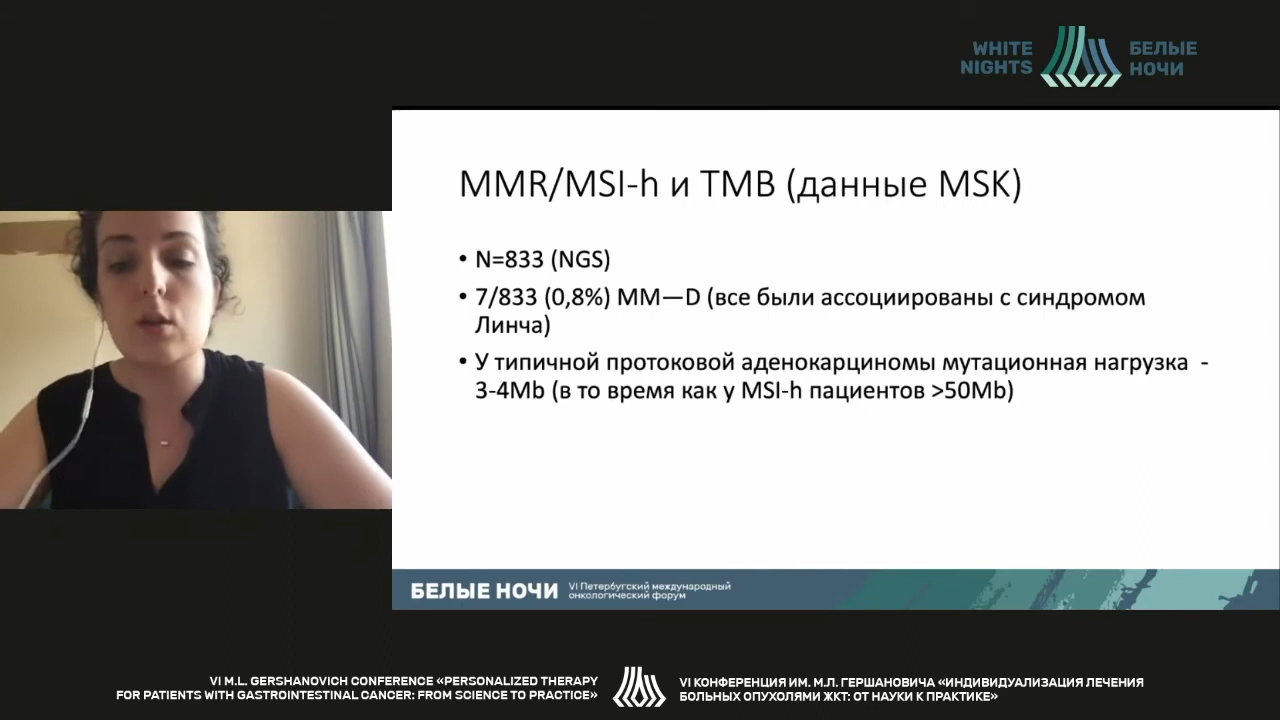 WHITE
NIGHTS
БЕЛЫЕ
НОЧИ
MMR/MSI-h и TMB (данные MSK)
• N=833 (NGS)
• 7/833 (0,8%) MM—D (все были ассоциированы с синдромом
Линча)
• У типичной протоковой аденокарциномы мутационная нагрузка -
3-4Mb (в то время как у MSI-h пациентов >50Mb)
БЕЛЫЕ НОЧИ
VI Петербугский международный
онкологический форум
VI M.L. GERSHANOVICH CONFERENCE «PERSONALIZED THERAPY
FOR PATIENTS WITH GASTROINTESTINAL CANCER: FROM SCIENCE TO PRACTICE»
VI КОНФЕРЕНЦИЯ ИМ. М.Л. ГЕРШАНОВИЧА «ИНДИВИДУАЛИЗАЦИЯ ЛЕЧЕНИЯ
БОЛЬНЫХ ОПУХОЛЯМИ ЖКТ: ОТ НАУКИ К ПРАКТИКЕ»